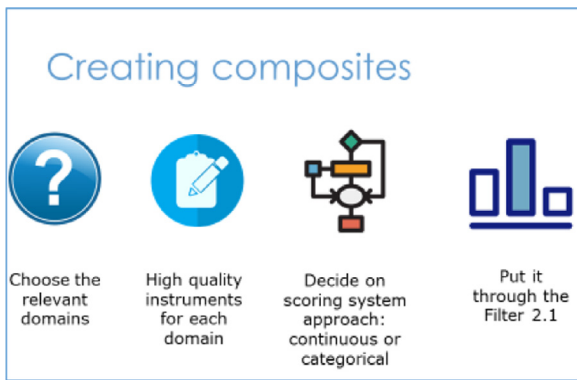 Creating composites
?
Choose the
relevant
domains
High quality
instruments
for each
domain
Decide on
scoring system
approach:
continuous or
categorical
Put it
through the
Filter 2.1